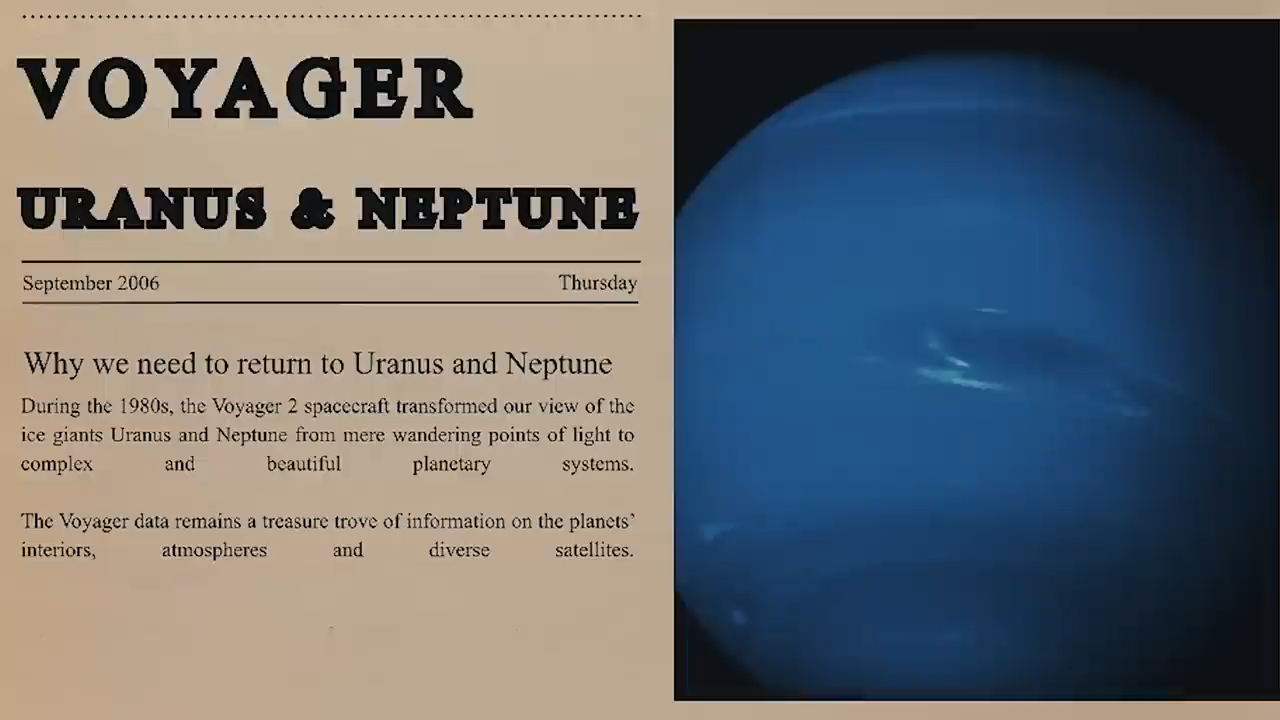 VOYAGER
URANUS & NEPTUNE
September 2006 Thursday
Why we need to return to Uranus and Neptune
During the 1980s, the Voyager 2 spacecraft transformed our view of the
ice giants Uranus and Neptune from mere wandering points of light to
complex and beautiful planetary systems.
The Voyager data remains a treasure trove of information on the planets’
interiors, atmospheres and diverse satellites.